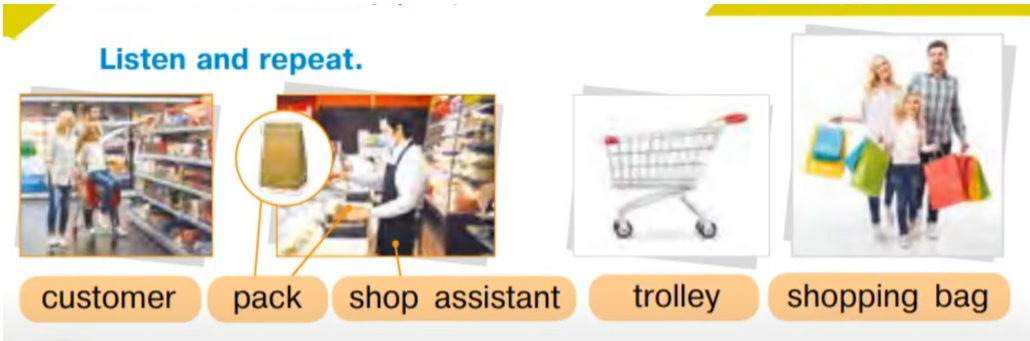 Listen and repeat.
customer pack shop assistant trolley shopping bag